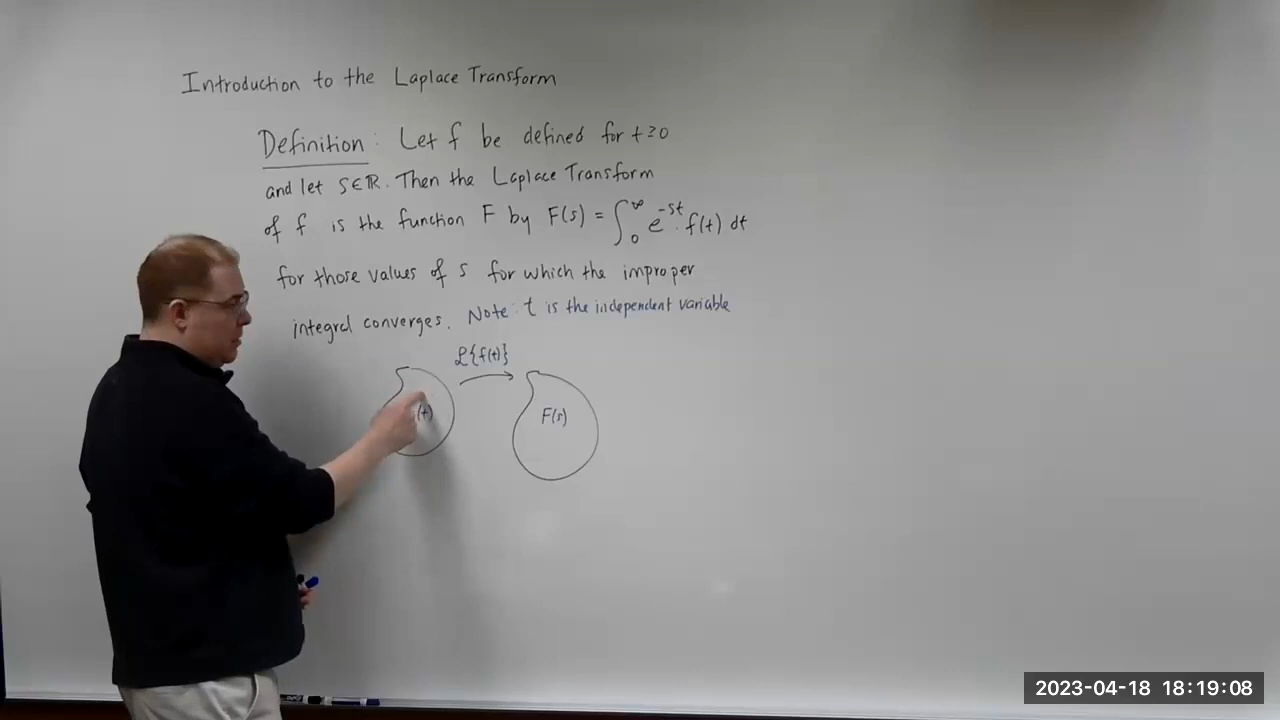 Introduction to the Laplace Transform
Definition: Let f be defined for t≥0
and let s∈ℝ. Then the Laplace Transform
of f is the function F by F(s) = ∫₀^∞ e^{-st}·f(t) dt
for those values of s for which the improper
integral converges. Note: t is the independent variable
ℒ{f(t)}
(t) F(s)
2023-04-18 18:19:08